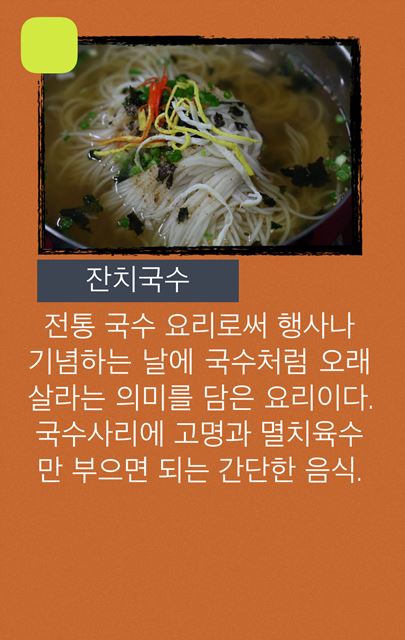 잔치국수
전통 국수 요리로써 행사나
기념하는 날에 국수처럼 오래
살라는 의미를 담은 요리이다.
국수사리에 고명과 멸치육수
만 부으면 되는 간단한 음식.